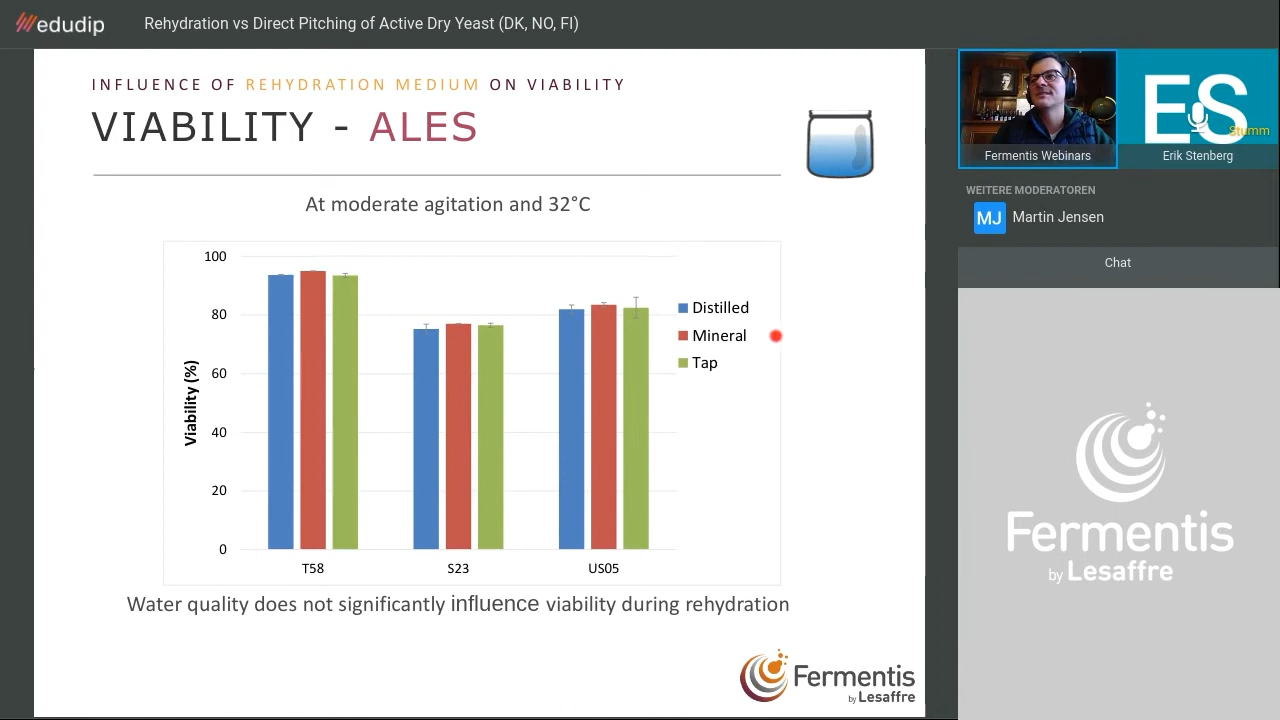 edudip
Rehydration vs Direct Pitching of Active Dry Yeast (DK, NO, FI)
INFLUENCE OF REHYDRATION MEDIUM ON VIABILITY
VIABILITY - ALES
At moderate agitation and 32°C
100
80
60
40
20
0
Viability (%)
T58
S23
US05
Distilled
Mineral
Tap
Water quality does not significantly influence viability during rehydration
Fermentis
by Lesaffre
Fermentis Webinars
ES
Stumm
Erik Stenberg
WEITERE MODERATOREN
MJ
Martin Jensen
Chat
Fermentis
by Lesaffre